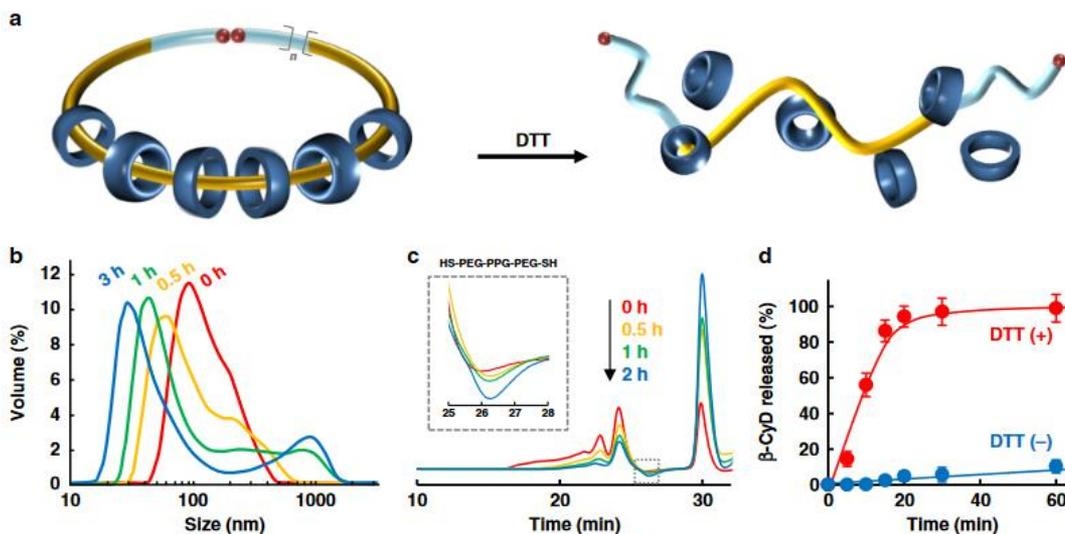 a
n
DTT
b
3 h
1 h
0.5 h
0 h
Volume (%)
12
10
8
6
4
2
0
10
100
1000
Size (nm)
c
HS-PEG-PPG-PEG-SH
25
26
27
28
0 h
0.5 h
1 h
2 h
10
20
30
Time (min)
d
β-CyD released (%)
100
80
60
40
20
0
DTT (+)
DTT (–)
0
20
40
60
Time (min)